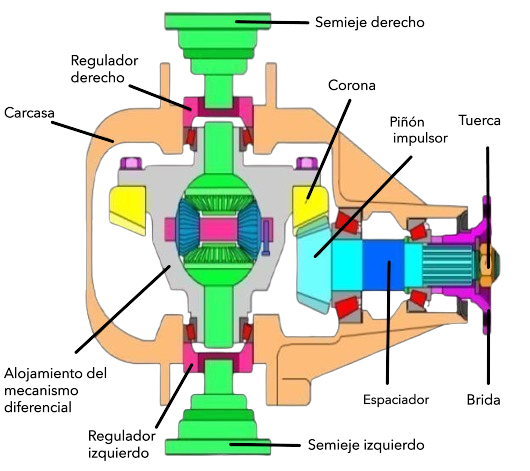 Semieje derecho
Regulador
derecho
Corona
Carcasa
Piñón
impulsor
Tuerca
Alojamiento del
mecanismo
diferencial
Espaciador
Brida
Regulador
izquierdo
Semieje izquierdo